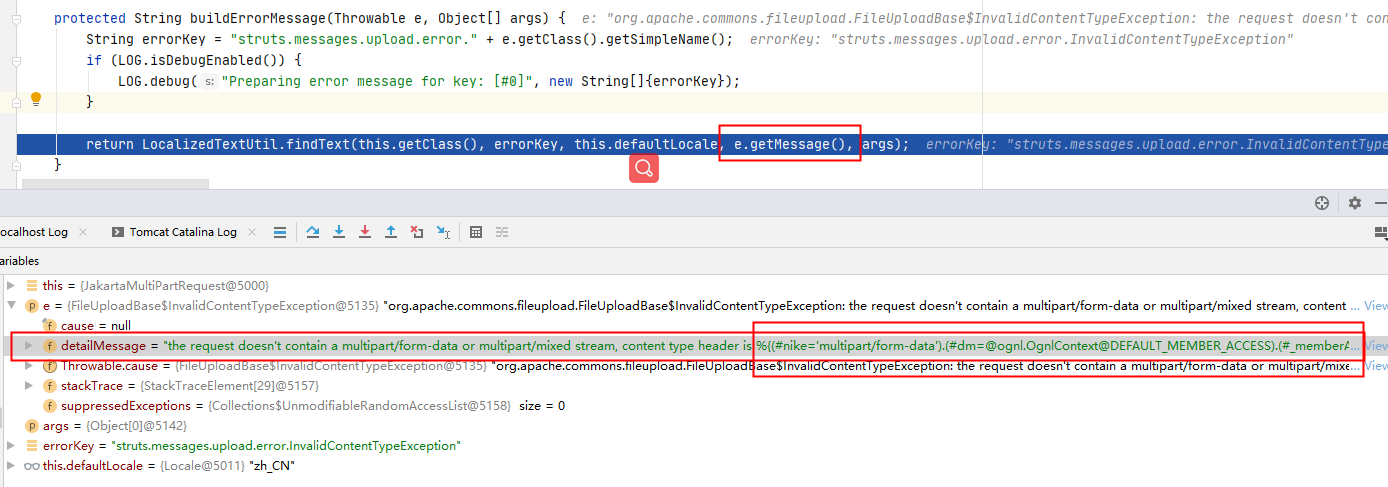 protected String buildErrorMessage(Throwable e, Object[] args) { e: "org.apache.commons.fileupload.FileUploadBase$InvalidContentTypeException: the request doesn't con
String errorKey = "struts.messages.upload.error." + e.getClass().getSimpleName(); errorKey: "struts.messages.upload.error.InvalidContentTypeException"
if (LOG.isDebugEnabled()) {
LOG.debug( s: "Preparing error message for key: [#0]", new String[]{errorKey});
}
return LocalizedTextUtil.findText(this.getClass(), errorKey, this.defaultLocale, e.getMessage(), args); errorKey: "struts.messages.upload.error.InvalidContentType
}
ocalhost Log × Tomcat Catalina Log ×
ariables
this = {JakartaMultiPartRequest@5000}
e = {FileUploadBase$InvalidContentTypeException@5135} "org.apache.commons.fileupload.FileUploadBase$InvalidContentTypeException: the request doesn't contain a multipart/form-data or multipart/mixed stream, content ... View
cause = null
detailMessage = "the request doesn't contain a multipart/form-data or multipart/mixed stream, content type header is %{(#nike='multipart/form-data').(#dm=@ognl.OgnlContext@DEFAULT_MEMBER_ACCESS).(#_memberA... View
Throwable.cause = {FileUploadBase$InvalidContentTypeException@5135} "org.apache.commons.fileupload.FileUploadBase$InvalidContentTypeException: the request doesn't contain a multipart/form-data or multipart/mixe... View
stackTrace = {StackTraceElement[29]@5157}
suppressedExceptions = {Collections$UnmodifiableRandomAccessList@5158} size = 0
args = {Object[0]@5142}
errorKey = "struts.messages.upload.error.InvalidContentTypeException"
this.defaultLocale = {Locale@5011} "zh_CN"